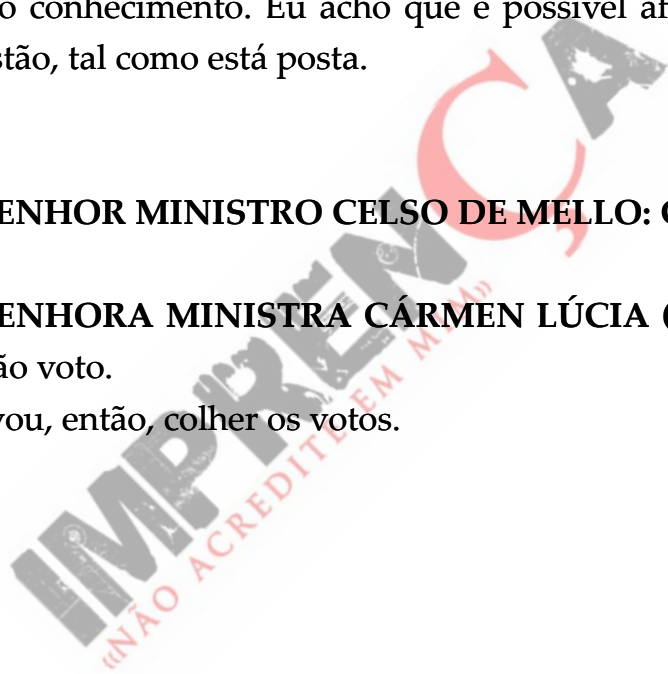 o conhecimento. Eu acho que é possível af
stão, tal como está posta.
ENHOR MINISTRO CELSO DE MELLO:
ENHORA MINISTRA CÁRMEN LÚCIA (
ão voto.
vou, então, colher os votos.
IMPRENÇA
«NÃO ACREDITE EM MIM»